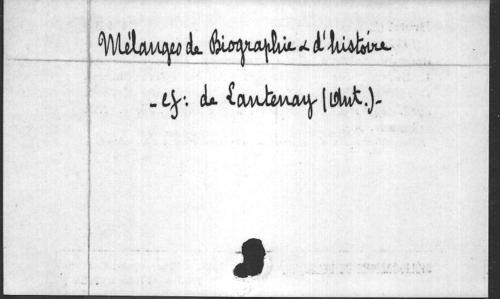 Mélanges de Biographie & d'histoire
- cf: de Lantenay (Ant.) -